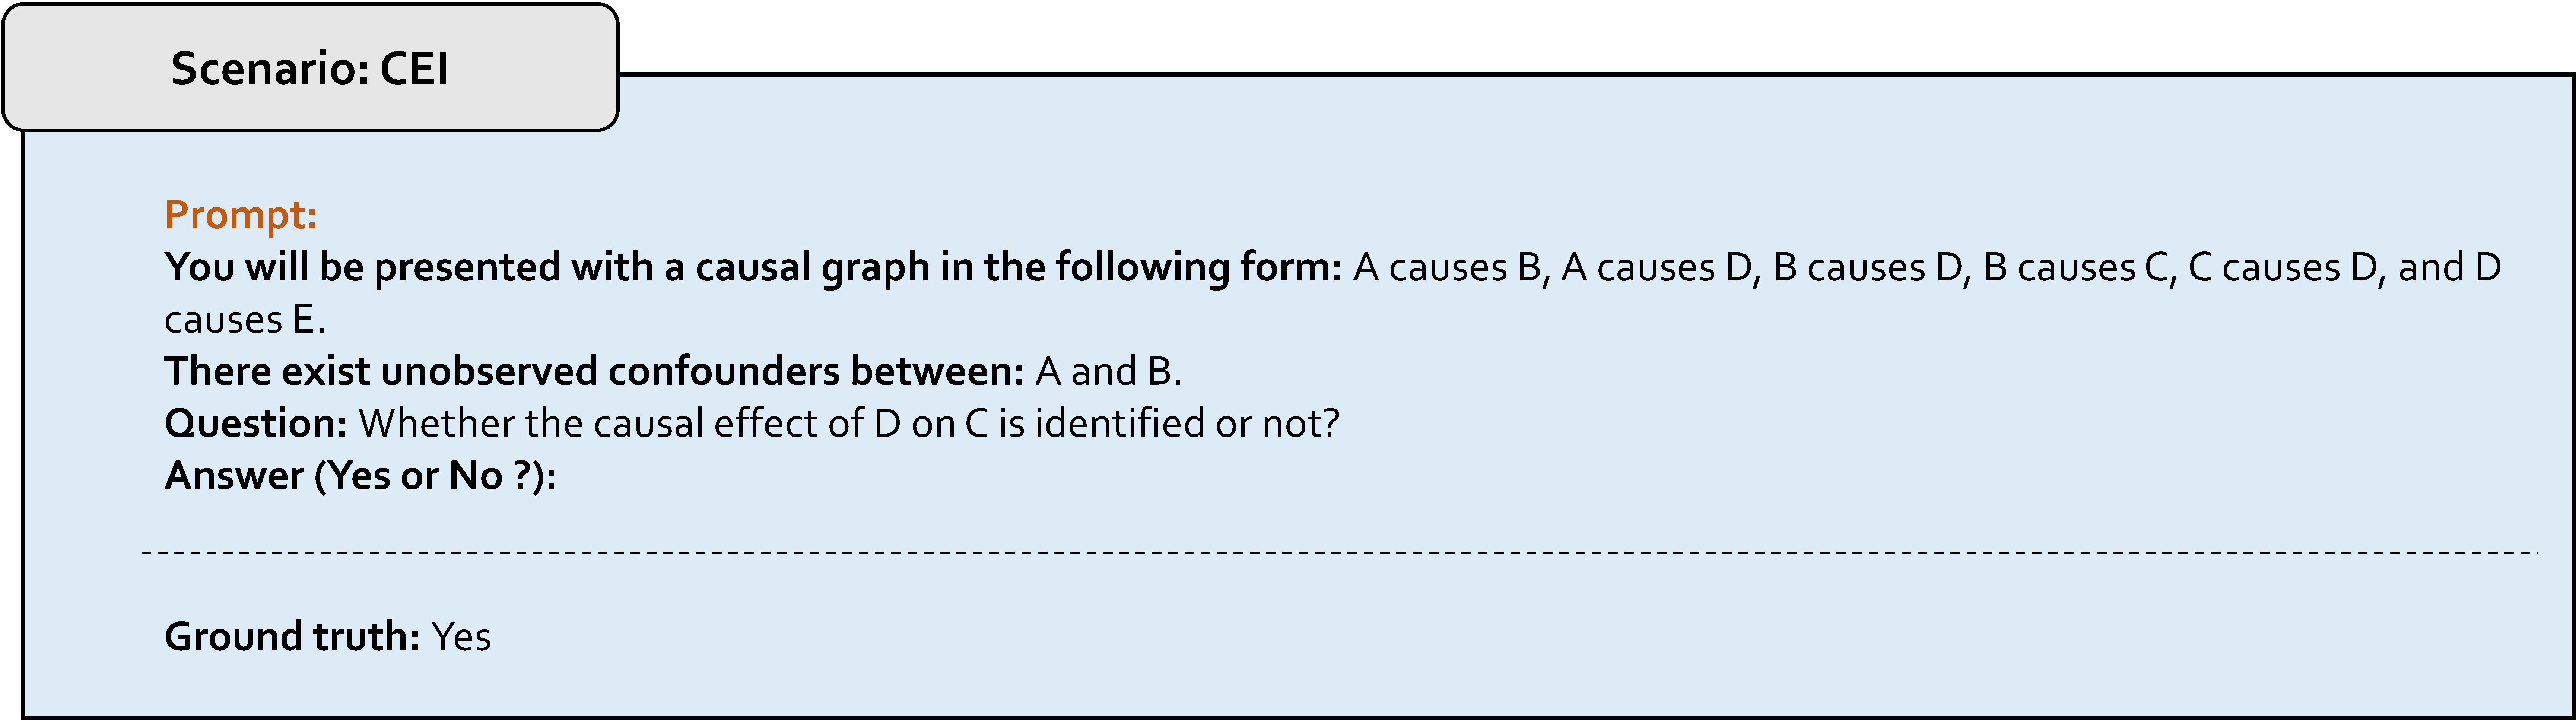 Scenario: CEI
Prompt:
You will be presented with a causal graph in the following form: A causes B, A causes D, B causes D, B causes C, C causes D, and D
causes E.
There exist unobserved confounders between: A and B.
Question: Whether the causal effect of D on C is identified or not?
Answer (Yes or No ?):
Ground truth: Yes